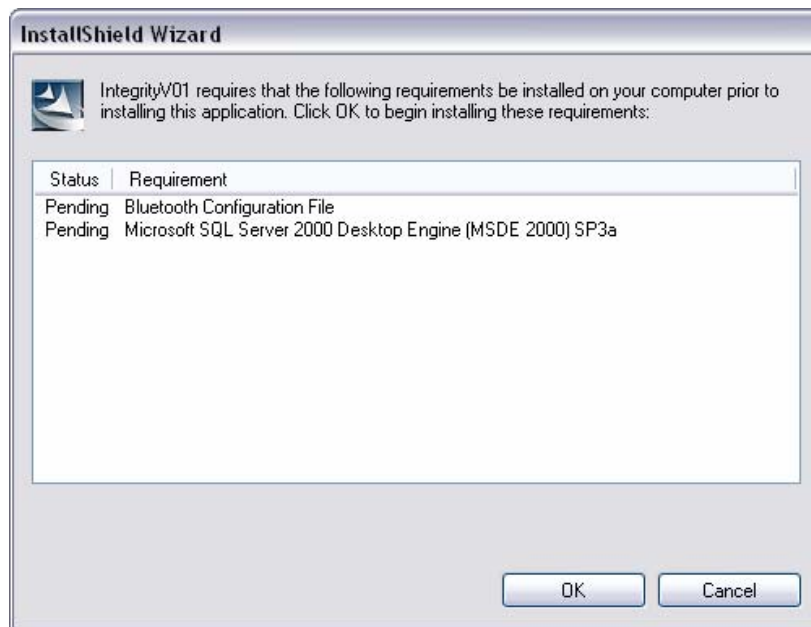 InstallShield Wizard
IntegrityV01 requires that the following requirements be installed on your computer prior to
installing this application. Click OK to begin installing these requirements:
Status Requirement
Pending Bluetooth Configuration File
Pending Microsoft SQL Server 2000 Desktop Engine (MSDE 2000) SP3a
OK Cancel